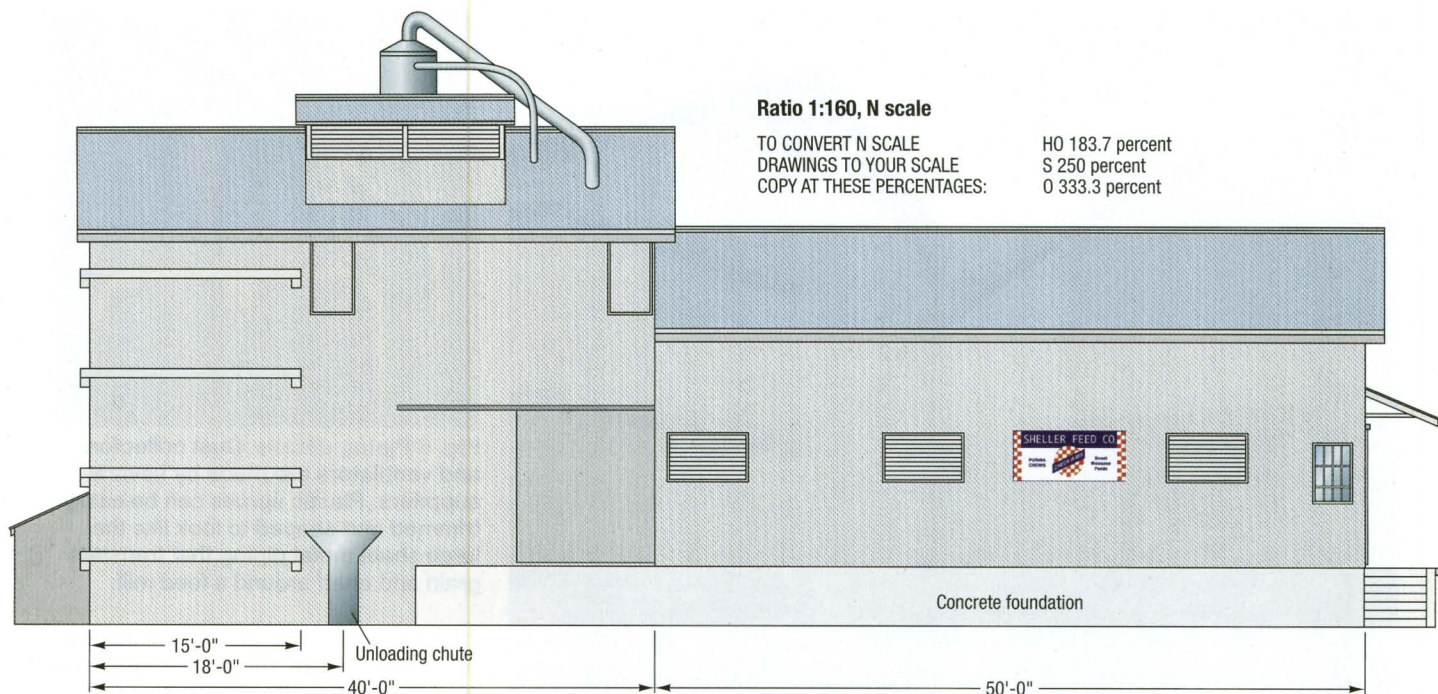 Ratio 1:160, N scale
TO CONVERT N SCALE
DRAWINGS TO YOUR SCALE
COPY AT THESE PERCENTAGES:
HO 183.7 percent
S 250 percent
O 333.3 percent
SHELLER FEED CO
PURINA
CHOWS
Concrete foundation
Unloading chute
15'-0"
18'-0"
40'-0"
50'-0"